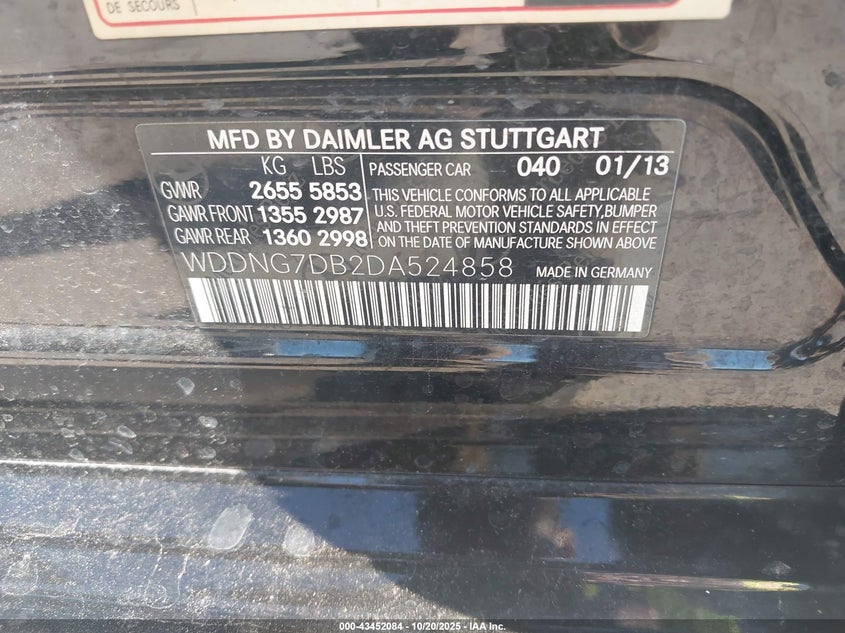 DE SECOURS
MFD BY DAIMLER AG STUTTGART
KG LBS PASSENGER CAR 040 01/13
GVWR 2655 5853
GAWR FRONT 1355 2987
GAWR REAR 1360 2998
THIS VEHICLE CONFORMS TO ALL APPLICABLE
U.S. FEDERAL MOTOR VEHICLE SAFETY,BUMPER
AND THEFT PREVENTION STANDARDS IN EFFECT
ON THE DATE OF MANUFACTURE SHOWN ABOVE
WDDNG7DB2DA524858 MADE IN GERMANY
000-43452084 | 10/20/2025 - IAA Inc.